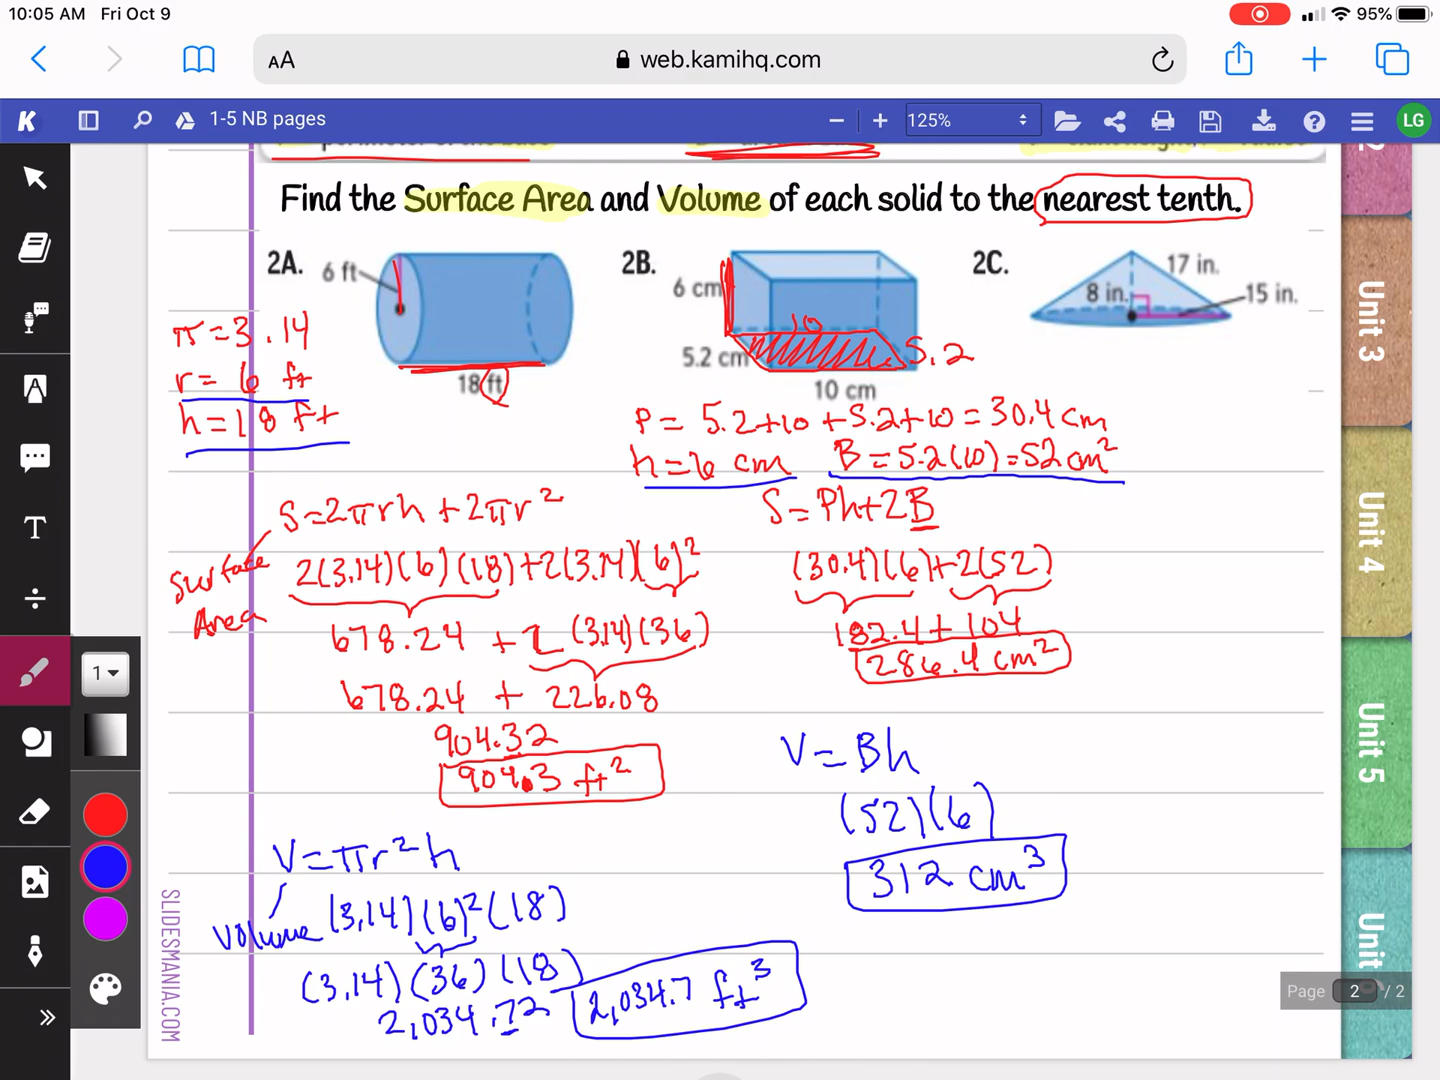 10:05 AM Fri Oct 9
95%
AA
web.kamihq.com
K
1-5 NB pages
125%
LG
Find the Surface Area and Volume of each solid to the nearest tenth.
2A.
6 ft
18 ft
2B.
6 cm
10
5.2 cm
5.2
10 cm
2C.
17 in.
8 in.
15 in.
π=3.14
r= 6 ft
h=18 ft
P= 5.2+10 +5.2+10=30.4cm
h=6 cm
B=5.2(10)=52cm²
S=2πrh+2πr²
Surface Area
2(3.14)(6)(18)+2(3.14)(6)²
678.24 + 2 (3.14)(36)
678.24 + 226.08
904.32
904.3 ft²
S=Ph+2B
(30.4)(6)+2(52)
182.4+104
286.4 cm²
V=πr²h
Volume
(3.14)(6)²(18)
(3.14)(36)(18)
2,034.72
2,034.7 ft³
V=Bh
(52)(6)
312 cm³
SLIDESMANIA.COM
2
Unit 3
Unit 4
Unit 5
Unit
Page 2 / 2
1
T